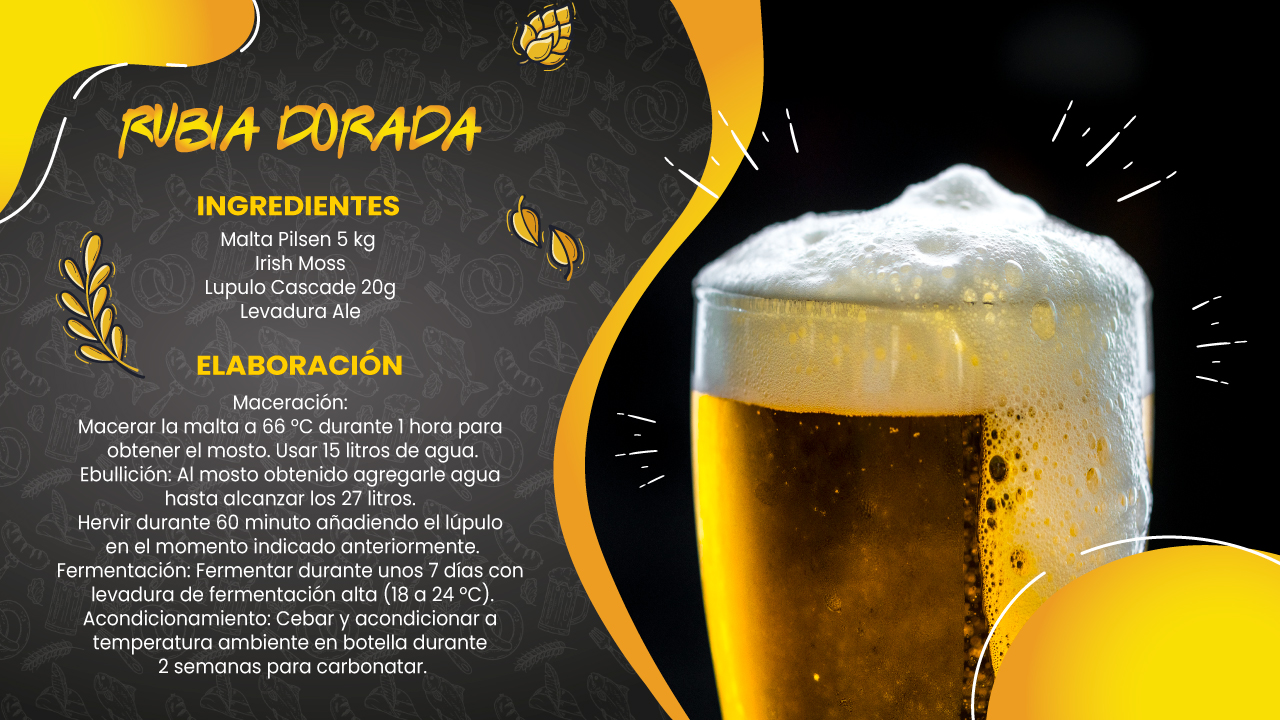 RUBIA DORADA
INGREDIENTES
Malta Pilsen 5 kg
Irish Moss
Lupulo Cascade 20g
Levadura Ale
ELABORACIÓN
Maceración:
Macerar la malta a 66 °C durante 1 hora para
obtener el mosto. Usar 15 litros de agua.
Ebullición: Al mosto obtenido agregarle agua
hasta alcanzar los 27 litros.
Hervir durante 60 minuto añadiendo el lúpulo
en el momento indicado anteriormente.
Fermentación: Fermentar durante unos 7 días con
levadura de fermentación alta (18 a 24 °C).
Acondicionamiento: Cebar y acondicionar a
temperatura ambiente en botella durante
2 semanas para carbonatar.